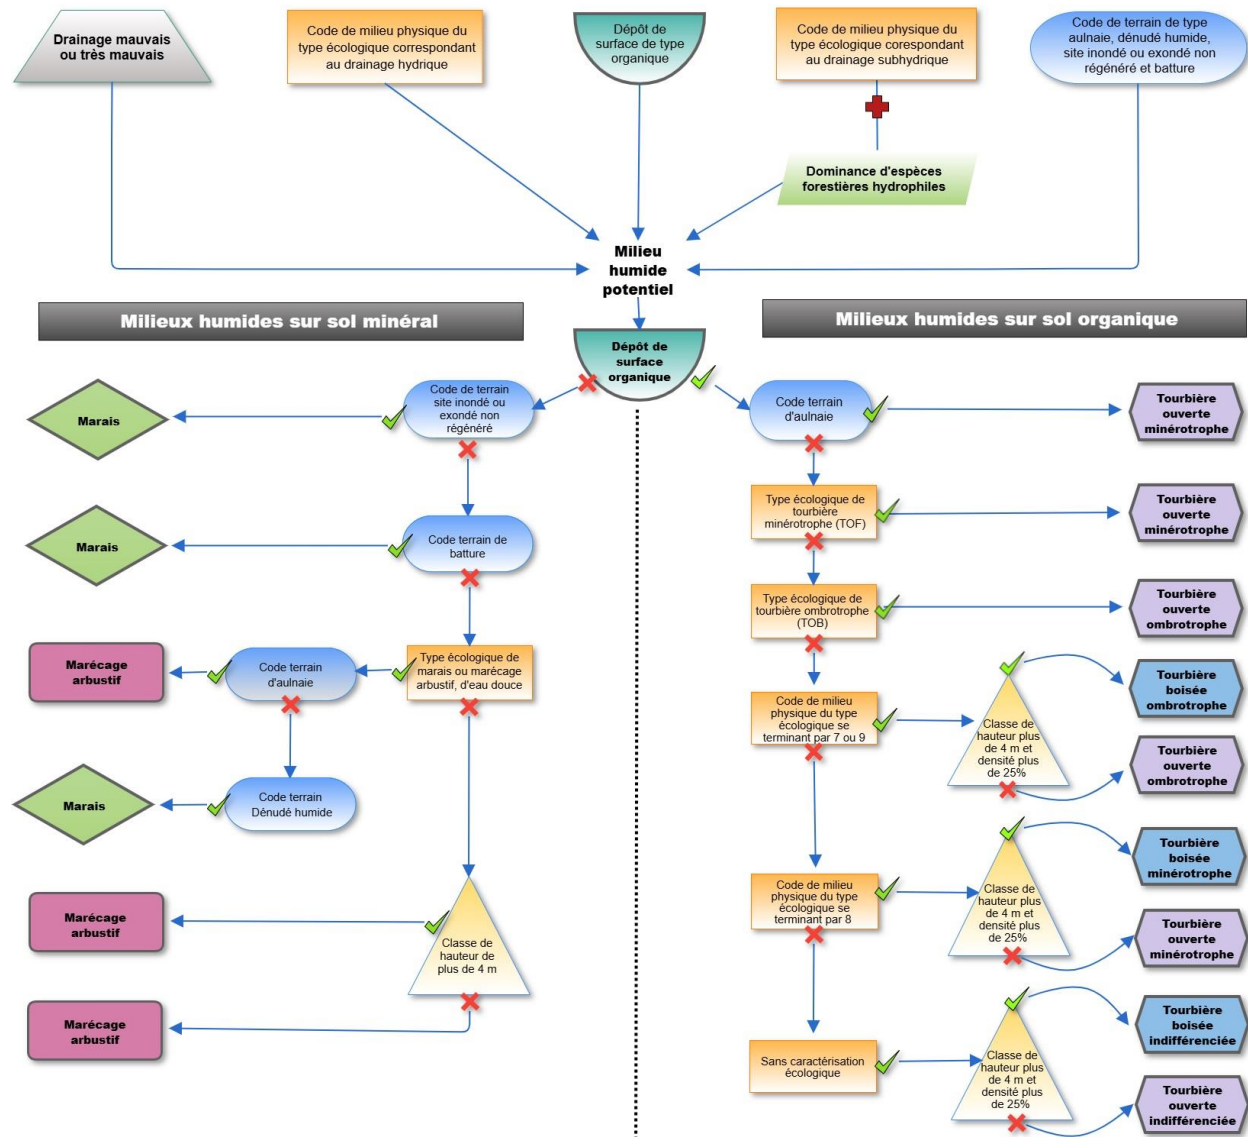 Drainage mauvais
ou très mauvais
Code de milieu physique du
type écologique correspondant
au drainage hydrique
Dépôt de
surface de type
organique
Code de milieu physique du
type écologique corespondant
au drainage subhydrique
Code de terrain de type
aulnaie, dénudé humide,
site inondé ou exondé non
régénéré et batture
Dominance d'espèces
forestières hydrophiles
Milieu
humide
potentiel
Milieux humides sur sol minéral
Milieux humides sur sol organique
Dépôt de
surface
organique
Marais
Code de terrain
site inondé ou
exondé non
régénéré
Marais
Code terrain de
batture
Marécage
arbustif
Code terrain
d'aulnaie
Type écologique de
marais ou marécage
arbustif, d'eau douce
Marais
Code terrain
Dénudé humide
Marécage
arbustif
Classe de
hauteur de
plus de 4 m
Marécage
arbustif
Code terrain
d'aulnaie
Tourbière
ouverte
minérotrophe
Type écologique de
tourbière
minérotrophe (TOF)
Tourbière
ouverte
minérotrophe
Type écologique de
tourbière ombrotrophe
(TOB)
Tourbière
ouverte
ombrotrophe
Code de milieu
physique du type
écologique se
terminant par 7 ou 9
Classe de
hauteur plus
de 4 m et
densité plus
de 25%
Tourbière
boisée
ombrotrophe
Tourbière
ouverte
ombrotrophe
Code de milieu
physique du type
écologique se
terminant par 8
Classe de
hauteur plus
de 4 m et
densité plus
de 25%
Tourbière
boisée
minérotrophe
Tourbière
ouverte
minérotrophe
Sans caractérisation
écologique
Classe de
hauteur plus
de 4 m et
densité plus
de 25%
Tourbière
boisée
indifférenciée
Tourbière
ouverte
indifférenciée